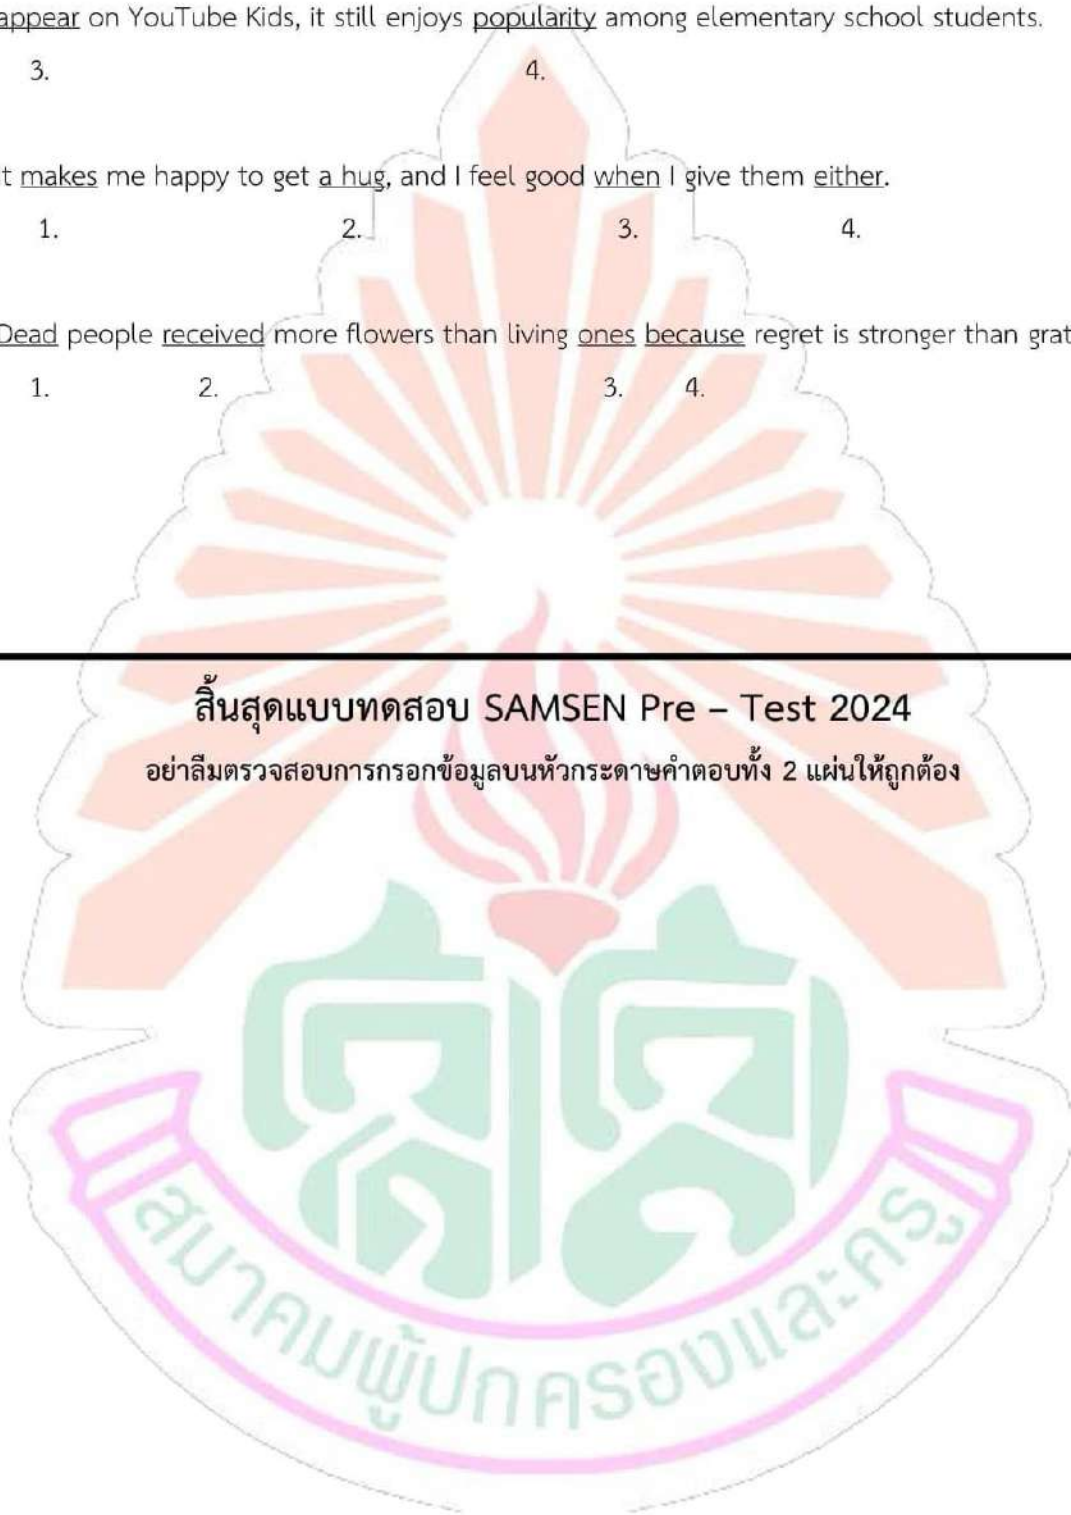 appear on YouTube Kids, it still enjoys popularity among elementary school students.
3. 4.
t makes me happy to get a hug, and I feel good when I give them either.
1. 2. 3. 4.
Dead people received more flowers than living ones because regret is stronger than grat
1. 2. 3. 4.
สิ้นสุดแบบทดสอบ SAMSEN Pre – Test 2024
อย่าลืมตรวจสอบการกรอกข้อมูลบนหัวกระดาษคำตอบทั้ง 2 แผ่นให้ถูกต้อง
สมาคมผู้ปกครองและครู